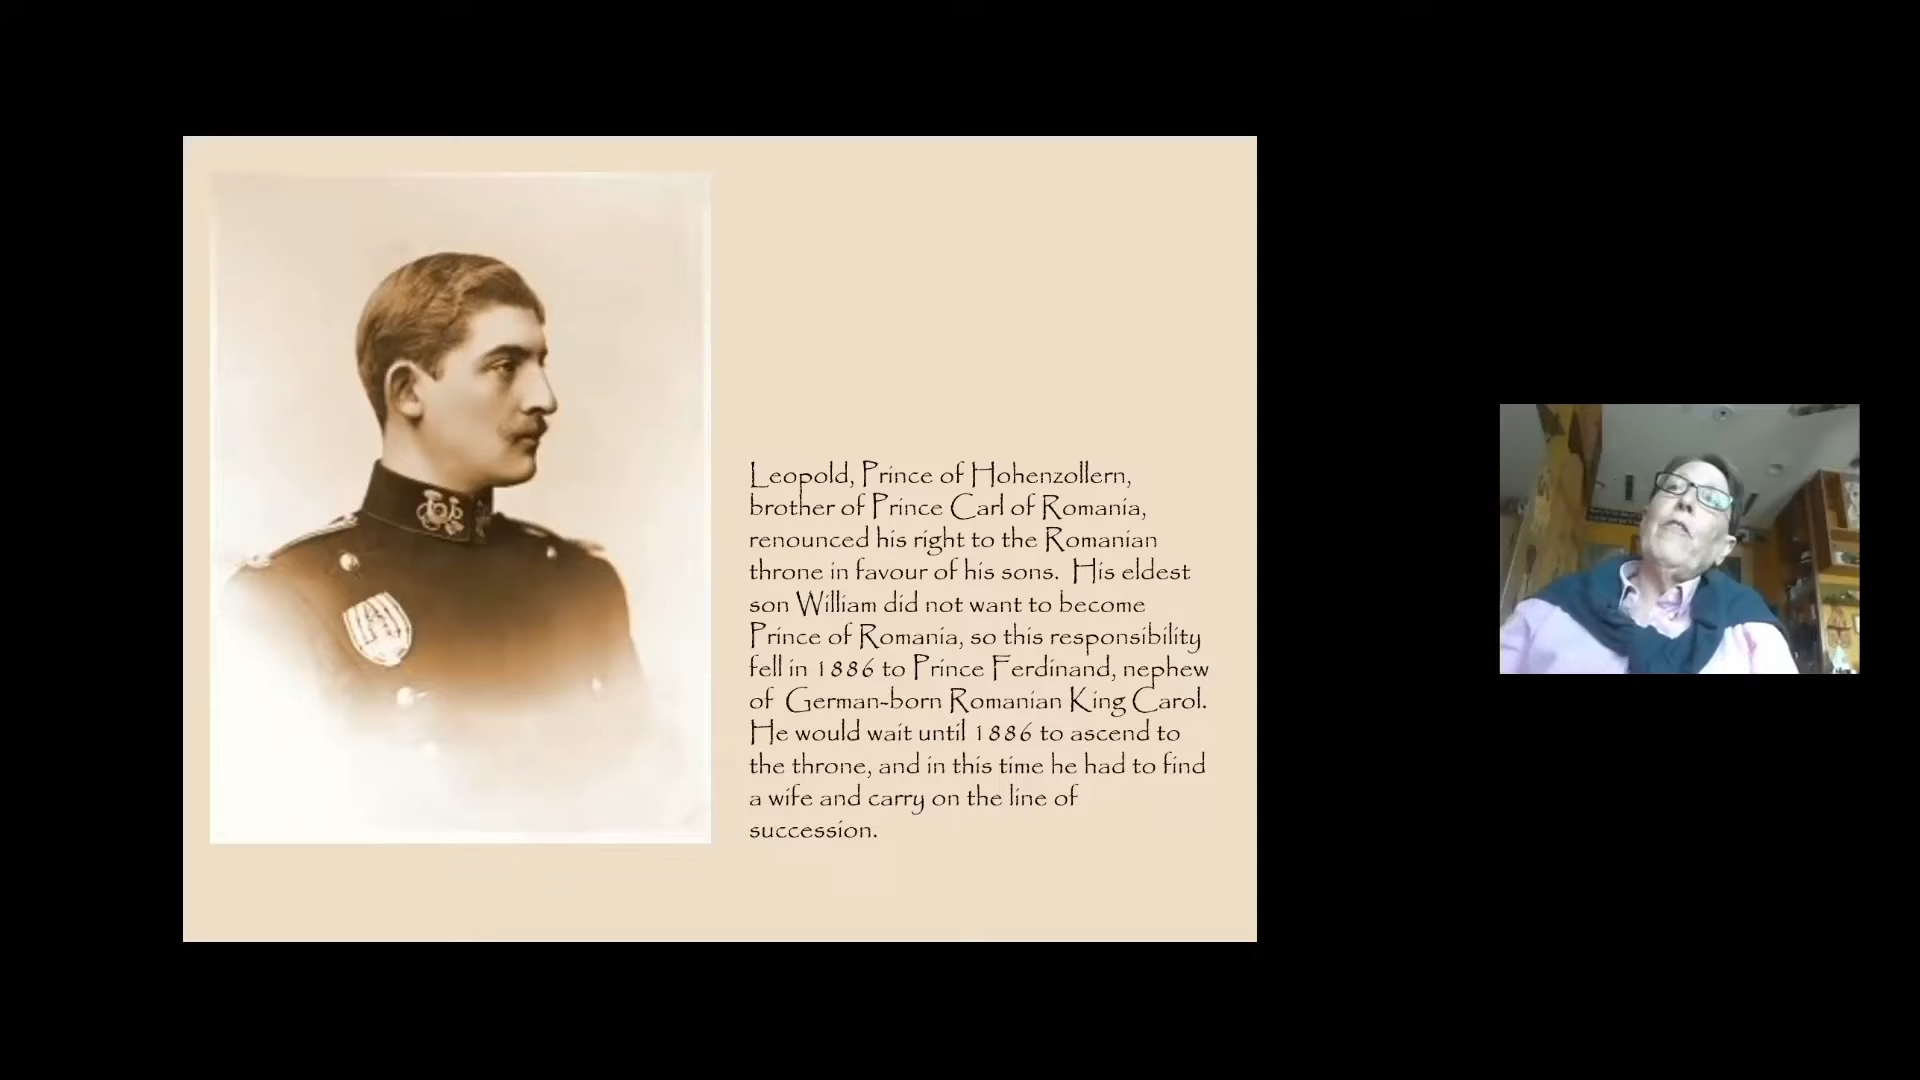 Leopold, Prince of Hohenzollern,
brother of Prince Carl of Romania,
renounced his right to the Romanian
throne in favour of his sons.  His eldest
son William did not want to become
Prince of Romania, so this responsibility
fell in 1886 to Prince Ferdinand, nephew
of  German-born Romanian King Carol.
He would wait until 1886 to ascend to
the throne, and in this time he had to find
a wife and carry on the line of
succession.